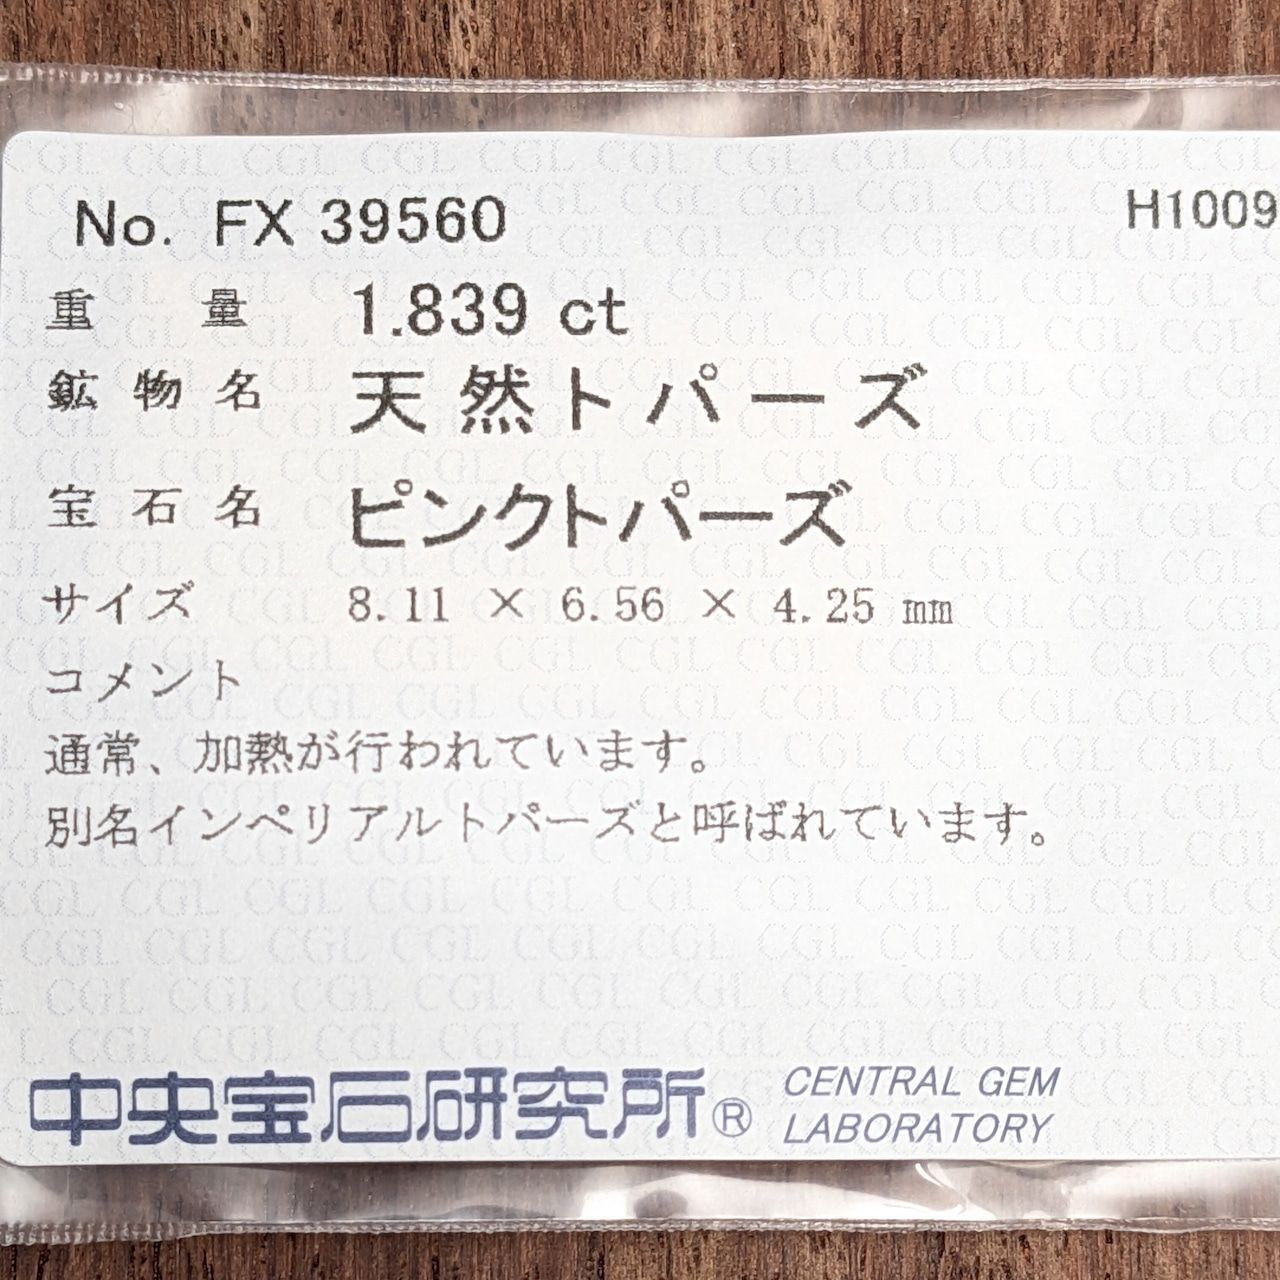 No. FX 39560 H1009
重量 1.839 ct
鉱物名 天然トパーズ
宝石名 ピンクトパーズ
サイズ 8.11 × 6.56 × 4.25 mm
コメント
通常、加熱が行われています。
別名インペリアルトパーズと呼ばれています。
中央宝石研究所® CENTRAL GEM
LABORATORY